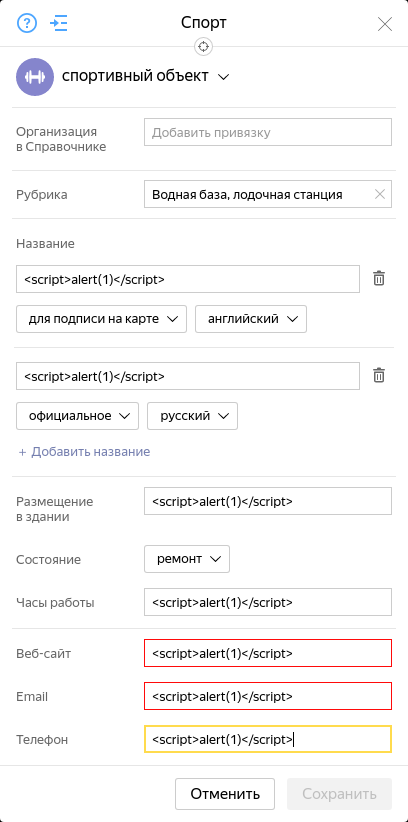 Спорт
спортивный объект
Организация
в Справочнике
Добавить привязку
Рубрика
Водная база, лодочная станция
Название
<script>alert(1)</script>
для подписи на карте
английский
<script>alert(1)</script>
официальное
русский
+ Добавить название
Размещение
в здании
<script>alert(1)</script>
Состояние
ремонт
Часы работы
<script>alert(1)</script>
Веб-сайт
<script>alert(1)</script>
Email
<script>alert(1)</script>
Телефон
<script>alert(1)</script>
Отменить
Сохранить